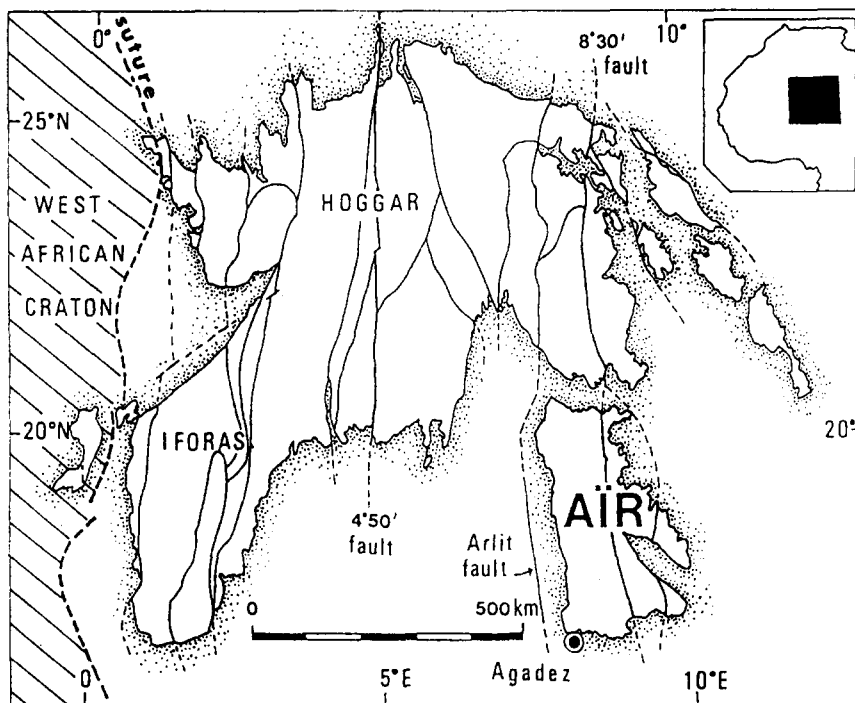 0°
10°
suture
8°30'
fault
25°N
WEST
AFRICAN
CRATON
HOGGAR
20°N
20°
IFORAS
AÏR
4°50'
fault
Arlit
fault
0
500 km
0
5°E
Agadez
10°E